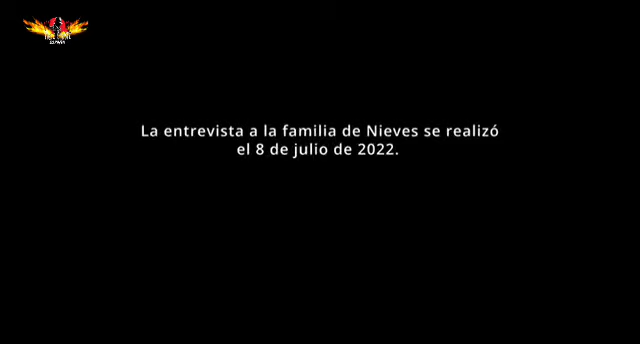 La entrevista a la familia de Nieves se realizó
el 8 de julio de 2022.